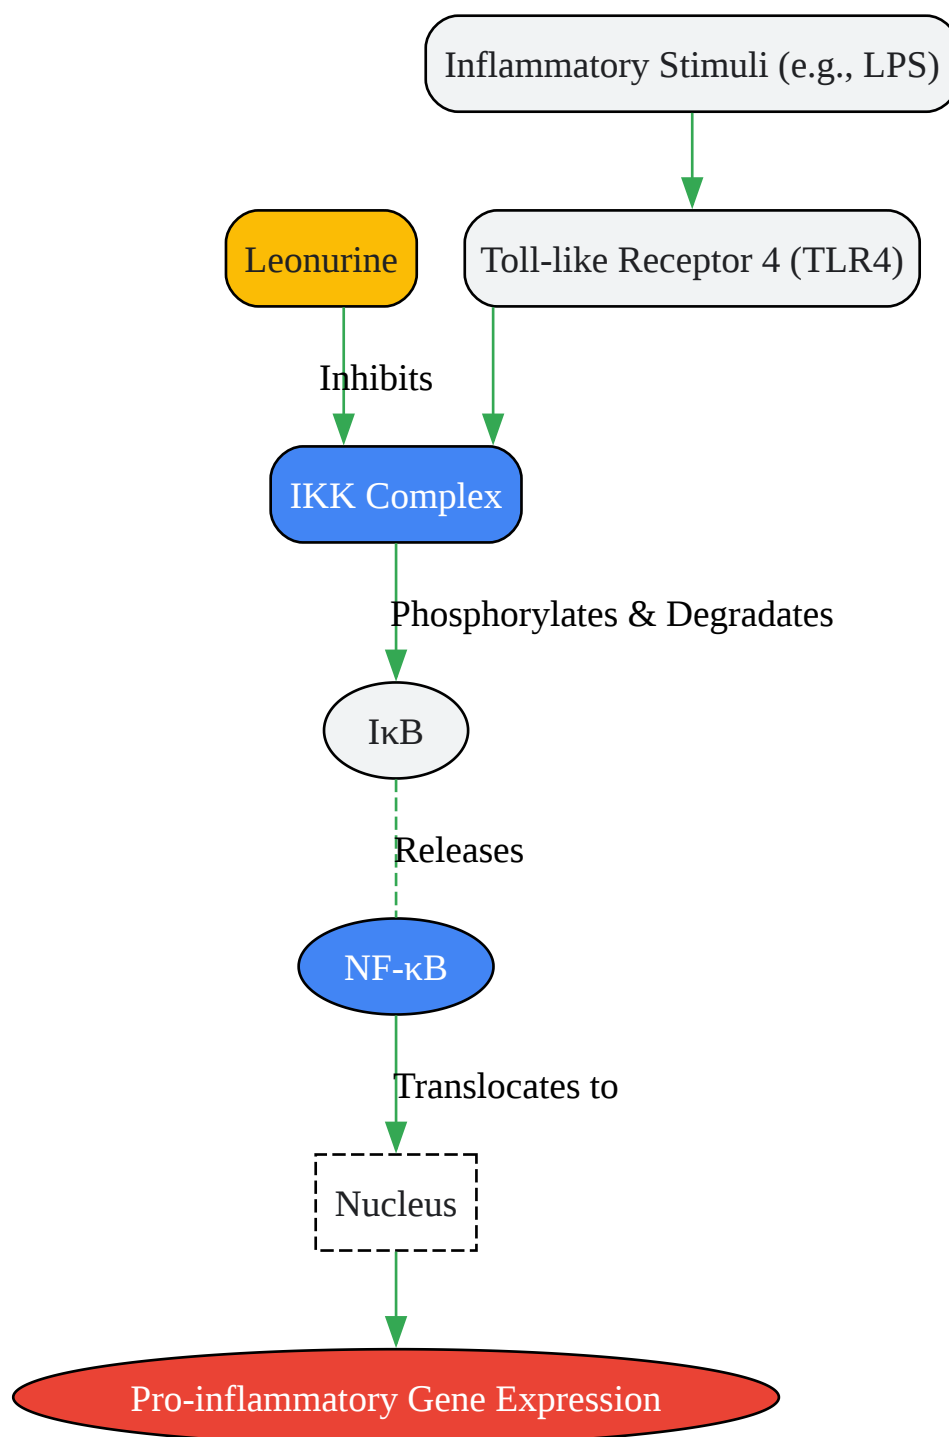 Inflammatory Stimuli (e.g., LPS)
Leonurine
Toll-like Receptor 4 (TLR4)
Inhibits
IKK Complex
Phosphorylates & Degradates
IκB
Releases
NF-κB
Translocates to
Nucleus
Pro-inflammatory Gene Expression